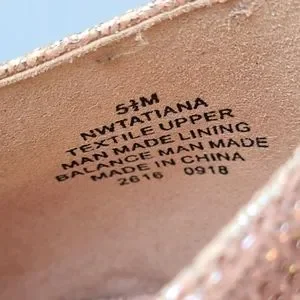 5½M
NWTATIANA
TEXTILE UPPER
MAN MADE LINING
BALANCE MAN MADE
MADE IN CHINA
2616 0918